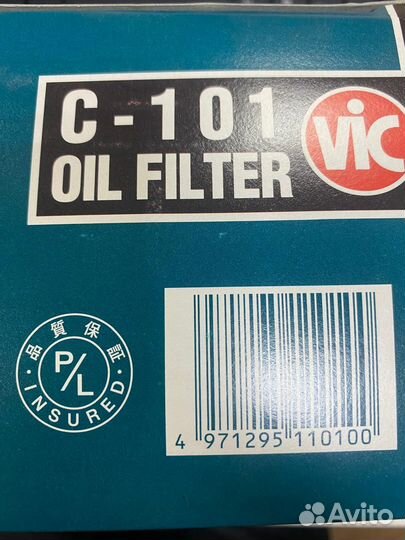 C-101
OIL FILTER
ViC
品質保証
P/L
INSURED
4 971295 110100
Avito